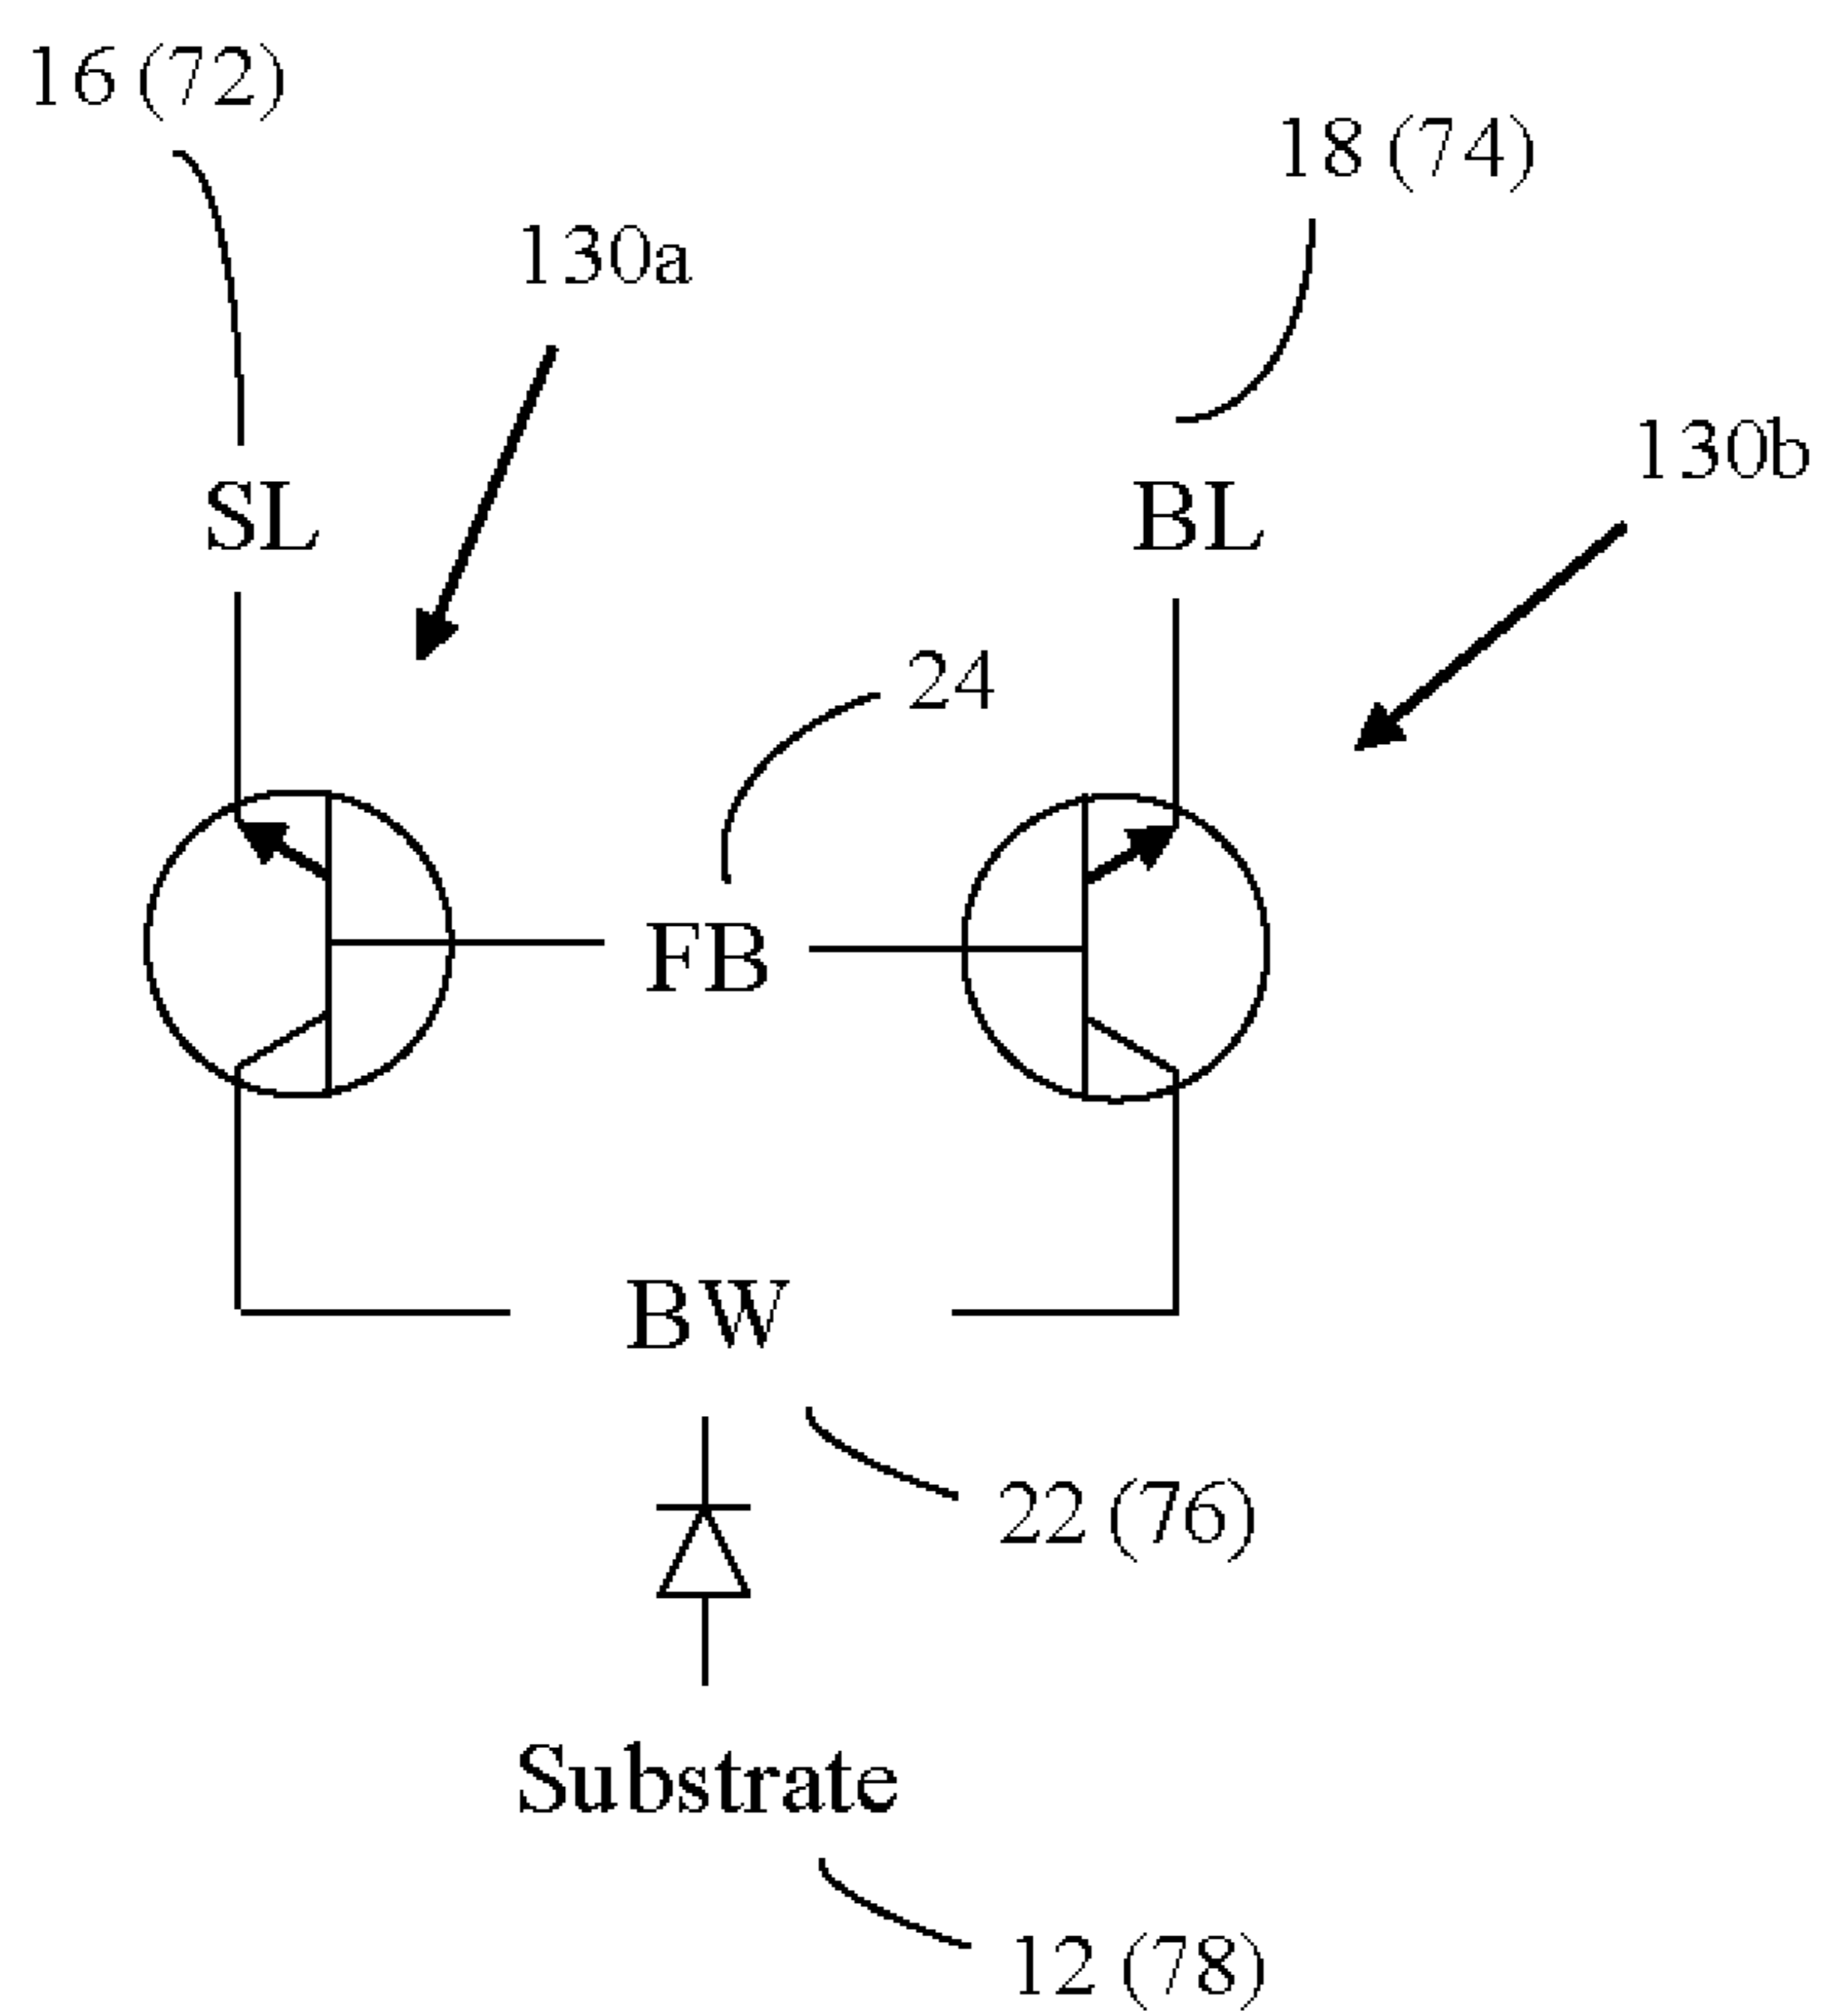 16 (72)
18 (74)
130a
130b
SL
BL
24
FB
BW
22 (76)
Substrate
12 (78)